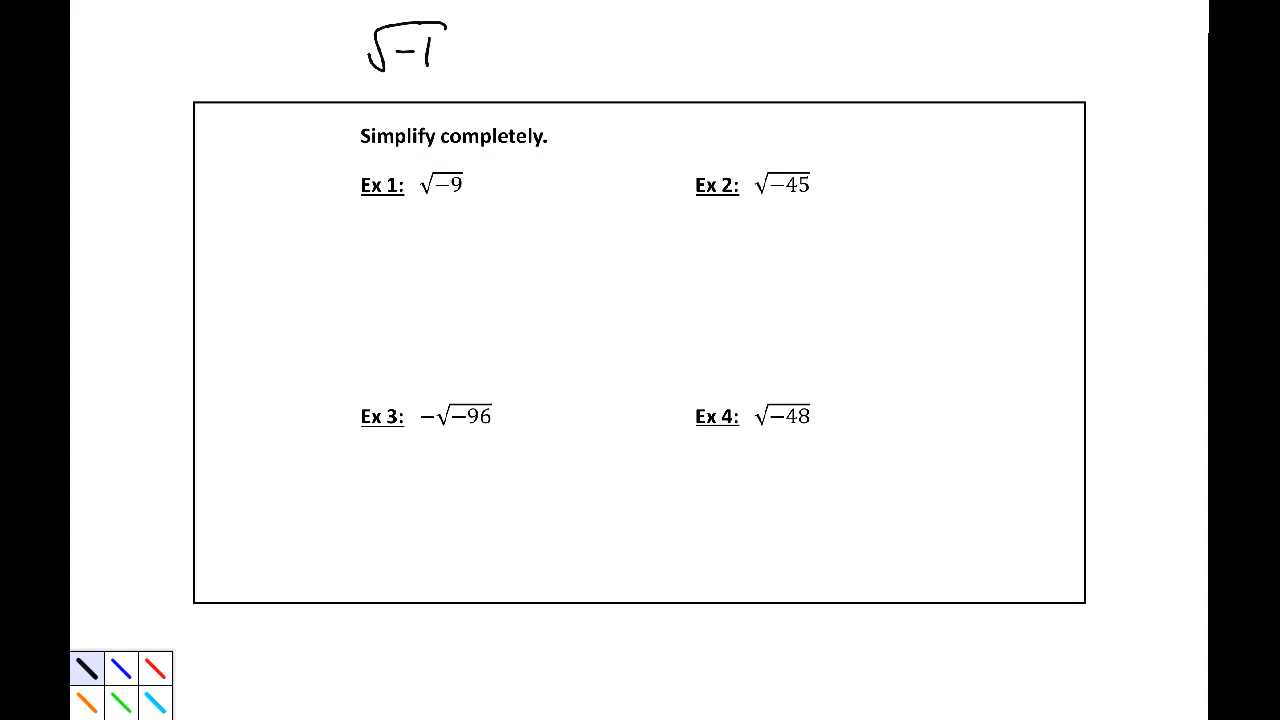 √-1
Simplify completely.
Ex 1: √−9
Ex 2: √−45
Ex 3: −√−96
Ex 4: √−48